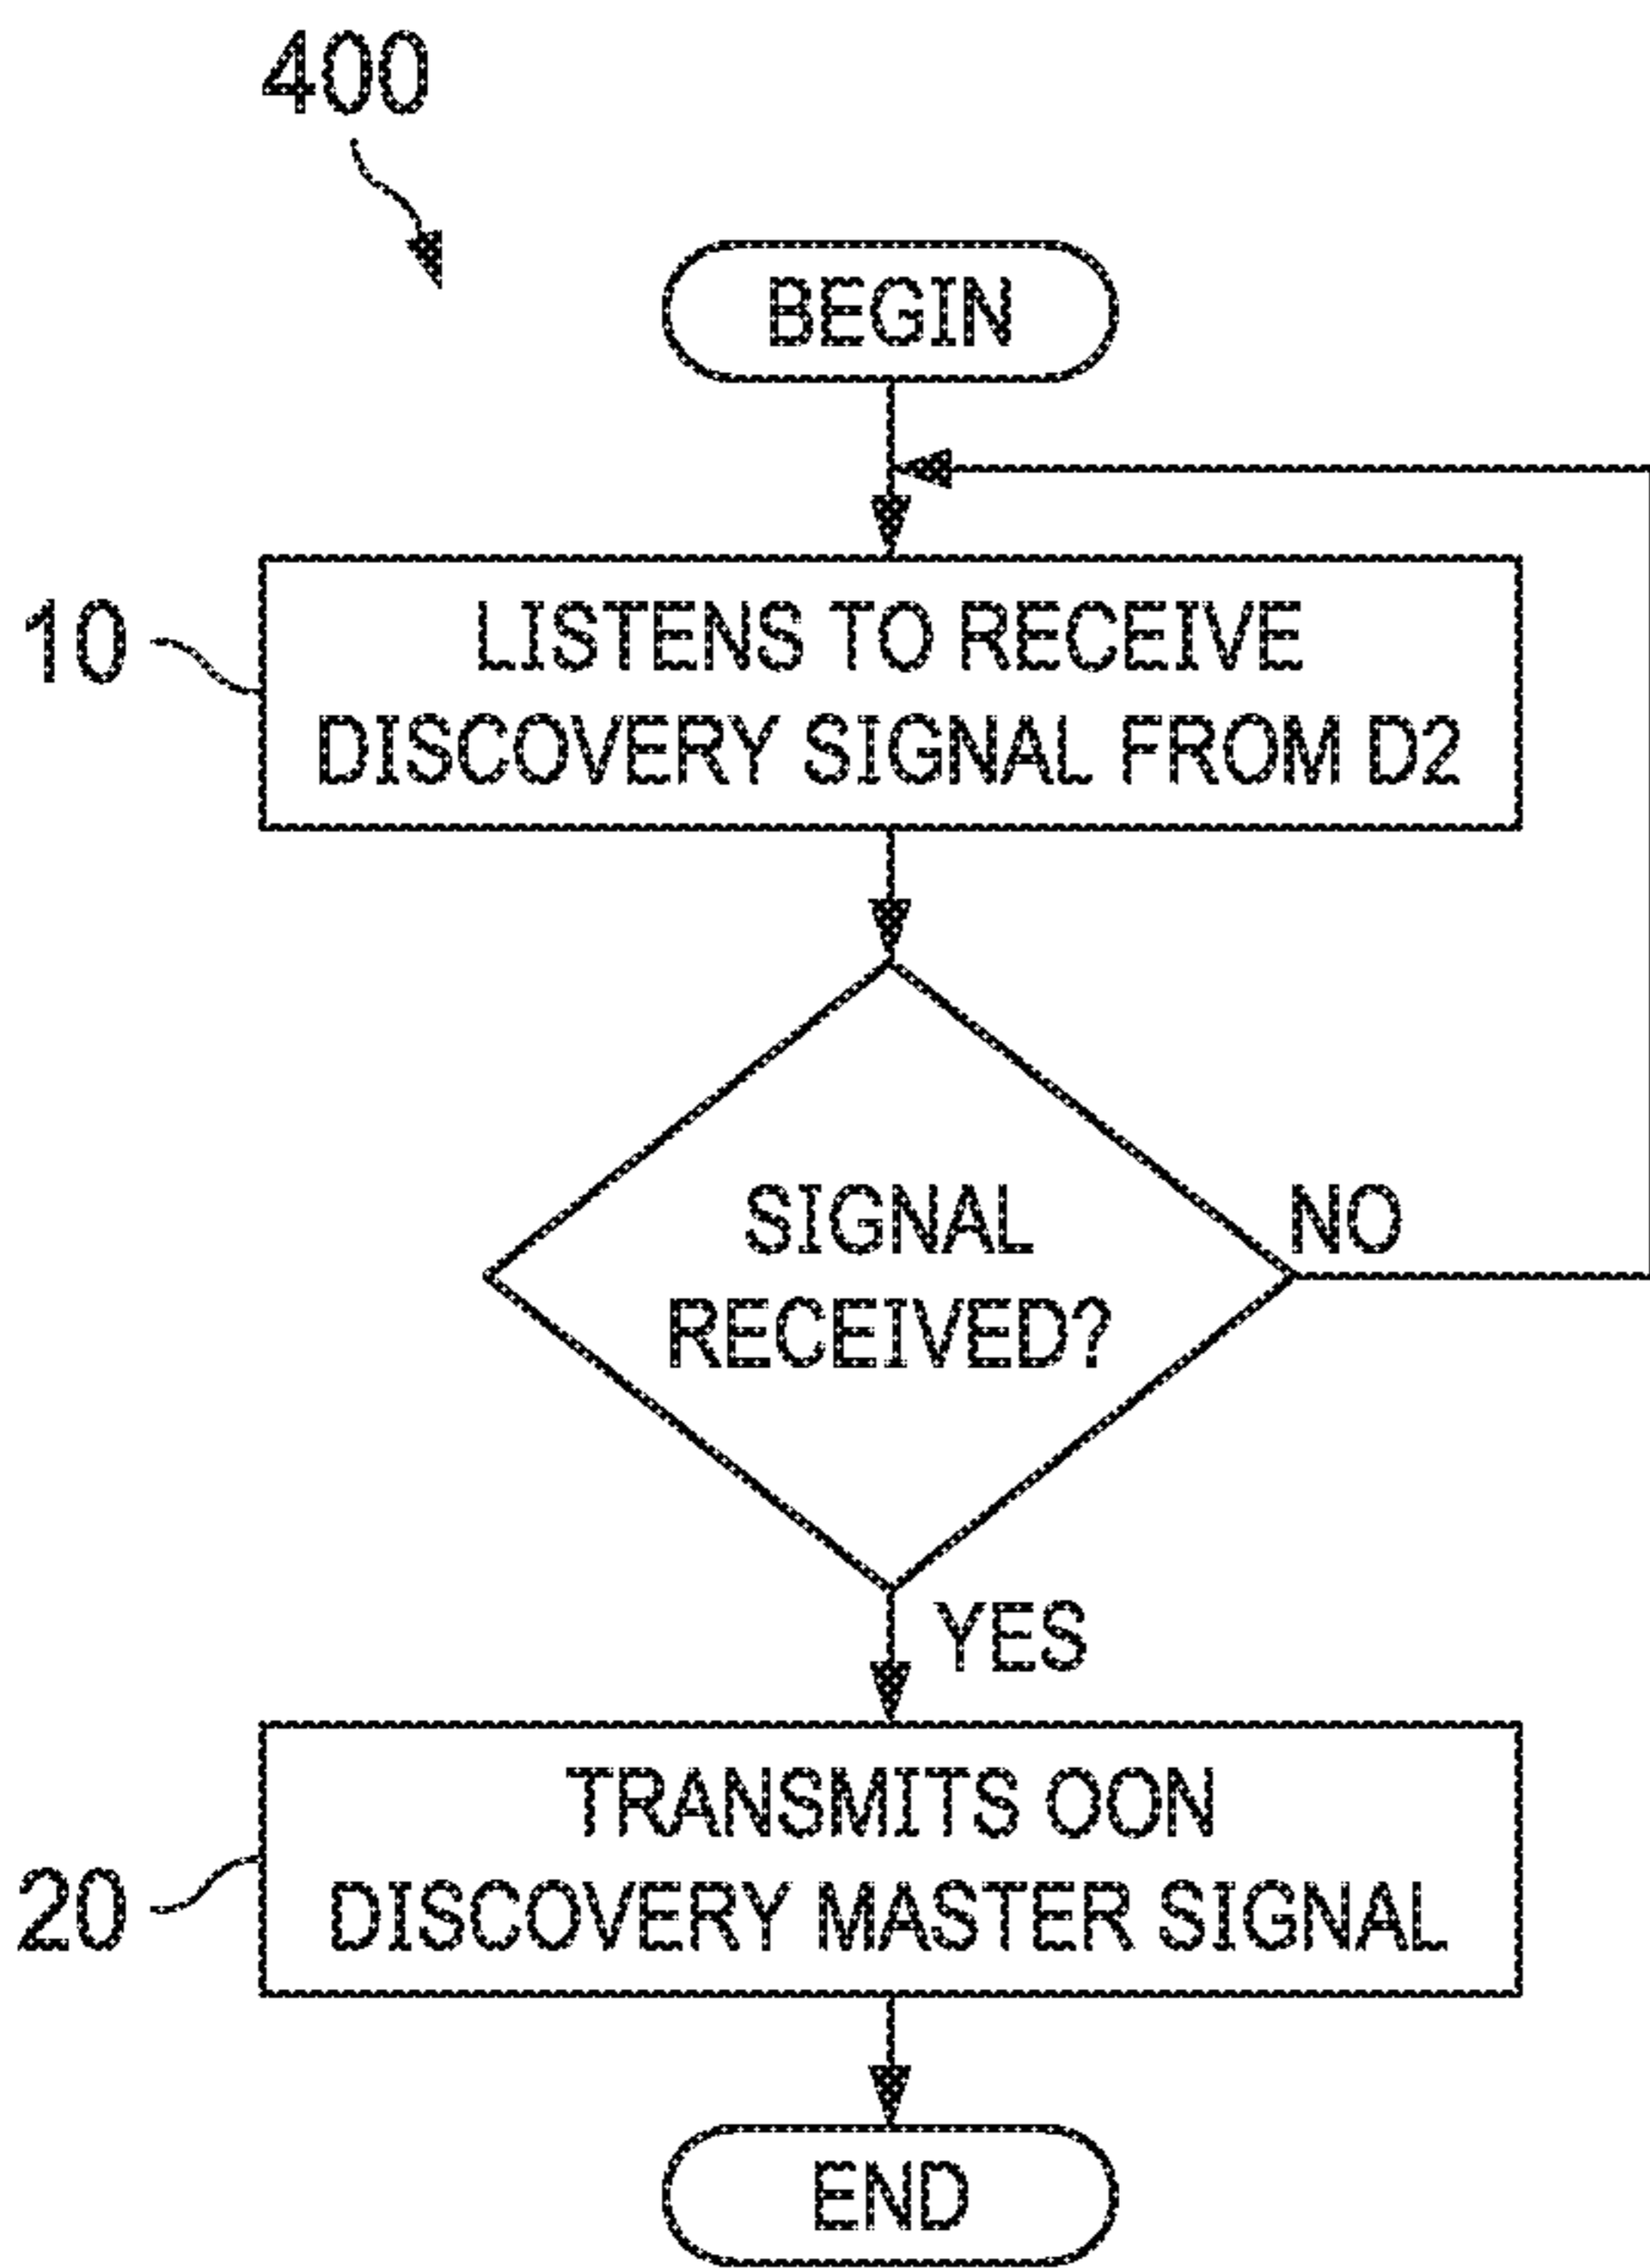 400
BEGIN
10
LISTENS TO RECEIVE
DISCOVERY SIGNAL FROM D2
SIGNAL
RECEIVED?
NO
YES
TRANSMITS OON
DISCOVERY MASTER SIGNAL
20
END